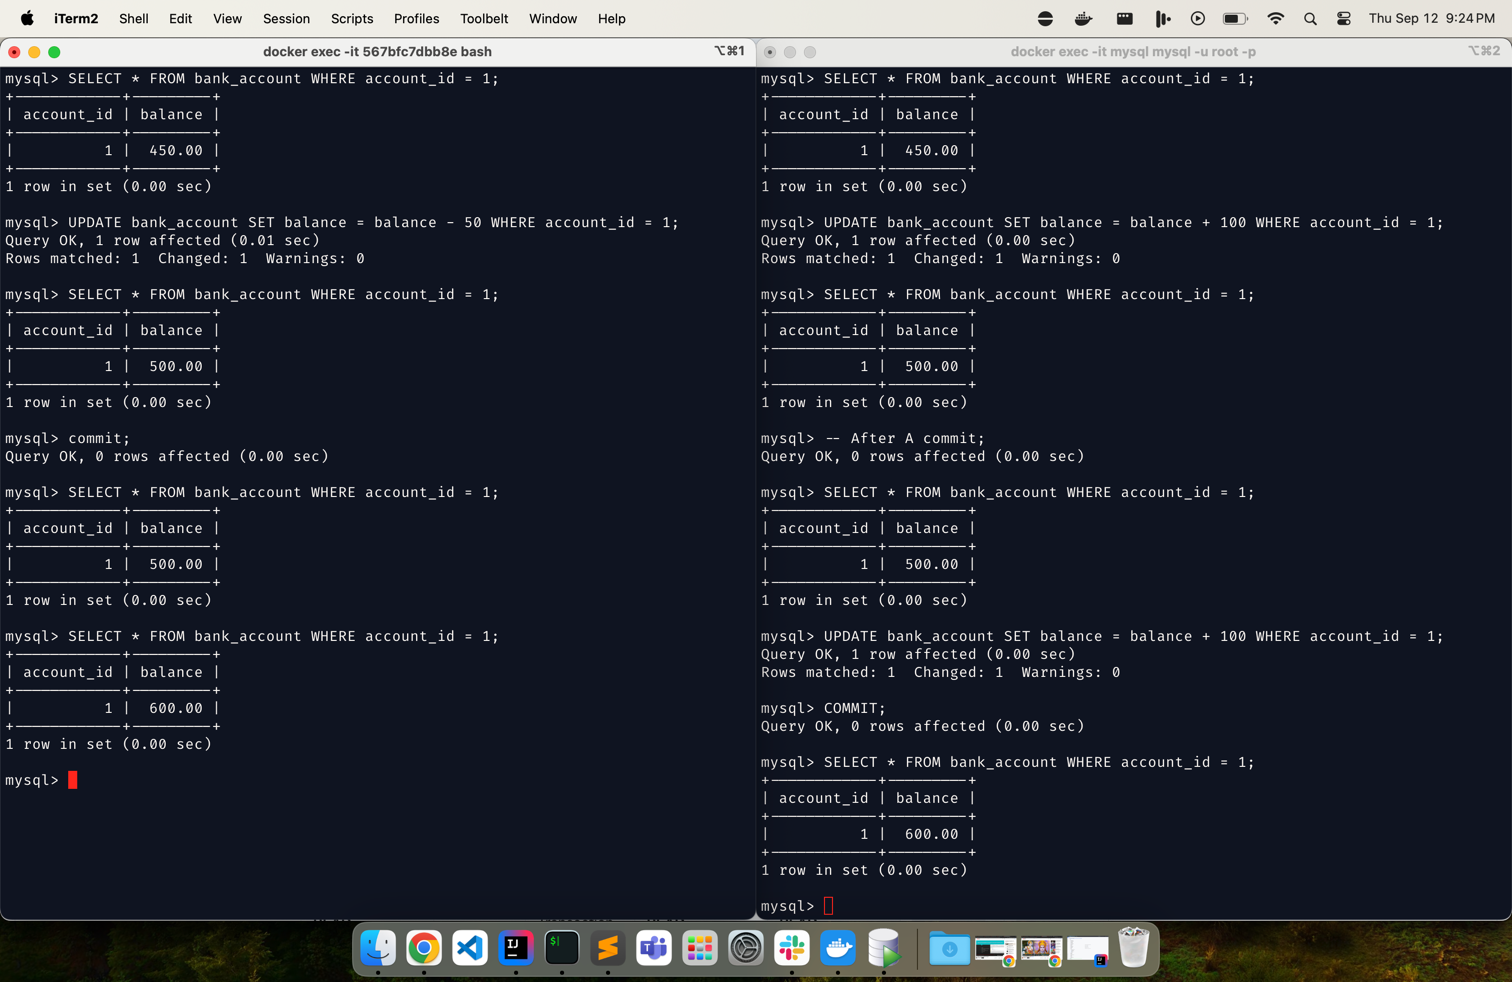 iTerm2 Shell Edit View Session Scripts Profiles Toolbelt Window Help Thu Sep 12 9:24 PM
docker exec -it 567bfc7dbb8e bash ⌥⌘1
mysql> SELECT * FROM bank_account WHERE account_id = 1;
+------------+---------+
| account_id | balance |
+------------+---------+
| 1 | 450.00 |
+------------+---------+
1 row in set (0.00 sec)
mysql> UPDATE bank_account SET balance = balance - 50 WHERE account_id = 1;
Query OK, 1 row affected (0.01 sec)
Rows matched: 1 Changed: 1 Warnings: 0
mysql> SELECT * FROM bank_account WHERE account_id = 1;
+------------+---------+
| account_id | balance |
+------------+---------+
| 1 | 500.00 |
+------------+---------+
1 row in set (0.00 sec)
mysql> commit;
Query OK, 0 rows affected (0.00 sec)
mysql> SELECT * FROM bank_account WHERE account_id = 1;
+------------+---------+
| account_id | balance |
+------------+---------+
| 1 | 500.00 |
+------------+---------+
1 row in set (0.00 sec)
mysql> SELECT * FROM bank_account WHERE account_id = 1;
+------------+---------+
| account_id | balance |
+------------+---------+
| 1 | 600.00 |
+------------+---------+
1 row in set (0.00 sec)
mysql>
docker exec -it mysql mysql -u root -p ⌥⌘2
mysql> SELECT * FROM bank_account WHERE account_id = 1;
+------------+---------+
| account_id | balance |
+------------+---------+
| 1 | 450.00 |
+------------+---------+
1 row in set (0.00 sec)
mysql> UPDATE bank_account SET balance = balance + 100 WHERE account_id = 1;
Query OK, 1 row affected (0.00 sec)
Rows matched: 1 Changed: 1 Warnings: 0
mysql> SELECT * FROM bank_account WHERE account_id = 1;
+------------+---------+
| account_id | balance |
+------------+---------+
| 1 | 500.00 |
+------------+---------+
1 row in set (0.00 sec)
mysql> -- After A commit;
Query OK, 0 rows affected (0.00 sec)
mysql> SELECT * FROM bank_account WHERE account_id = 1;
+------------+---------+
| account_id | balance |
+------------+---------+
| 1 | 500.00 |
+------------+---------+
1 row in set (0.00 sec)
mysql> UPDATE bank_account SET balance = balance + 100 WHERE account_id = 1;
Query OK, 1 row affected (0.00 sec)
Rows matched: 1 Changed: 1 Warnings: 0
mysql> COMMIT;
Query OK, 0 rows affected (0.00 sec)
mysql> SELECT * FROM bank_account WHERE account_id = 1;
+------------+---------+
| account_id | balance |
+------------+---------+
| 1 | 600.00 |
+------------+---------+
1 row in set (0.00 sec)
mysql>
IJ
$
T